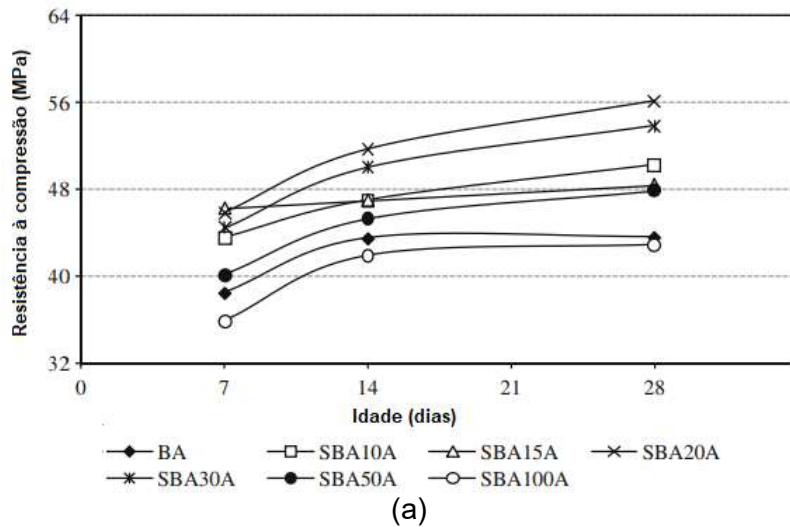 Resistência à compressão (MPa)
64
56
48
40
32
0 7 14 21 28
Idade (dias)
BA SBA10A SBA15A SBA20A
SBA30A SBA50A SBA100A
(a)